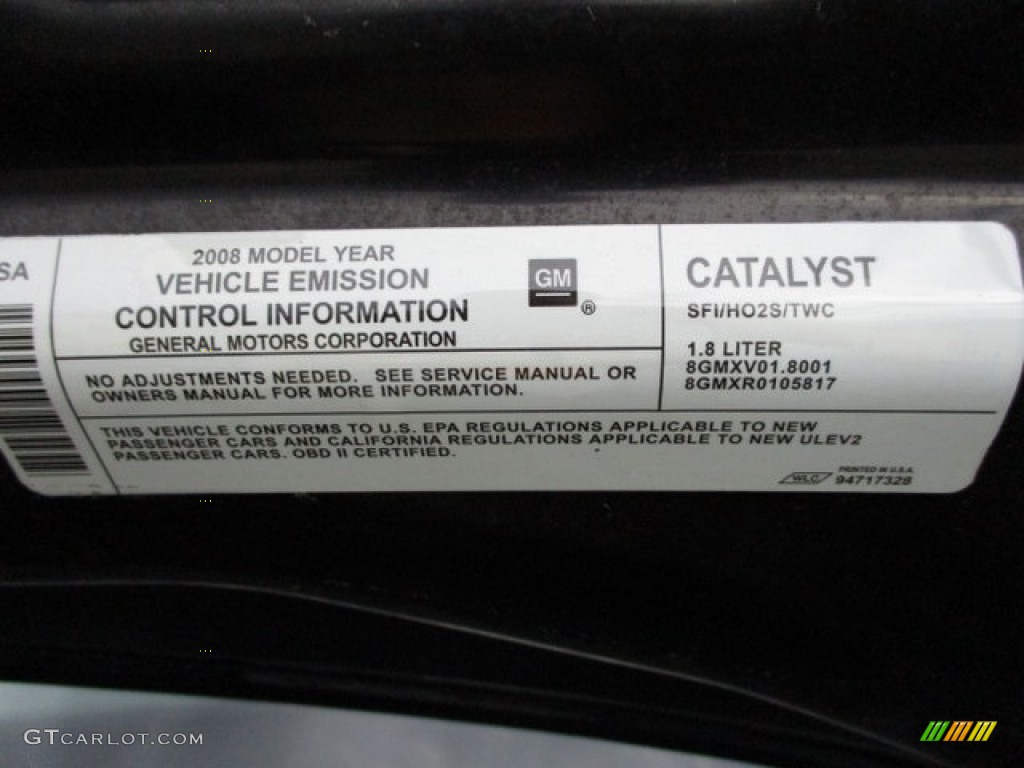 SA
2008 MODEL YEAR
VEHICLE EMISSION
CONTROL INFORMATION
GENERAL MOTORS CORPORATION
GM
®
NO ADJUSTMENTS NEEDED. SEE SERVICE MANUAL OR
OWNERS MANUAL FOR MORE INFORMATION.
CATALYST
SFI/HO2S/TWC
1.8 LITER
8GMXV01.8001
8GMXR0105817
THIS VEHICLE CONFORMS TO U.S. EPA REGULATIONS APPLICABLE TO NEW
PASSENGER CARS AND CALIFORNIA REGULATIONS APPLICABLE TO NEW ULEV2
PASSENGER CARS. OBD II CERTIFIED.
WLC
PRINTED IN U.S.A.
94717328
GTCARLOT.COM